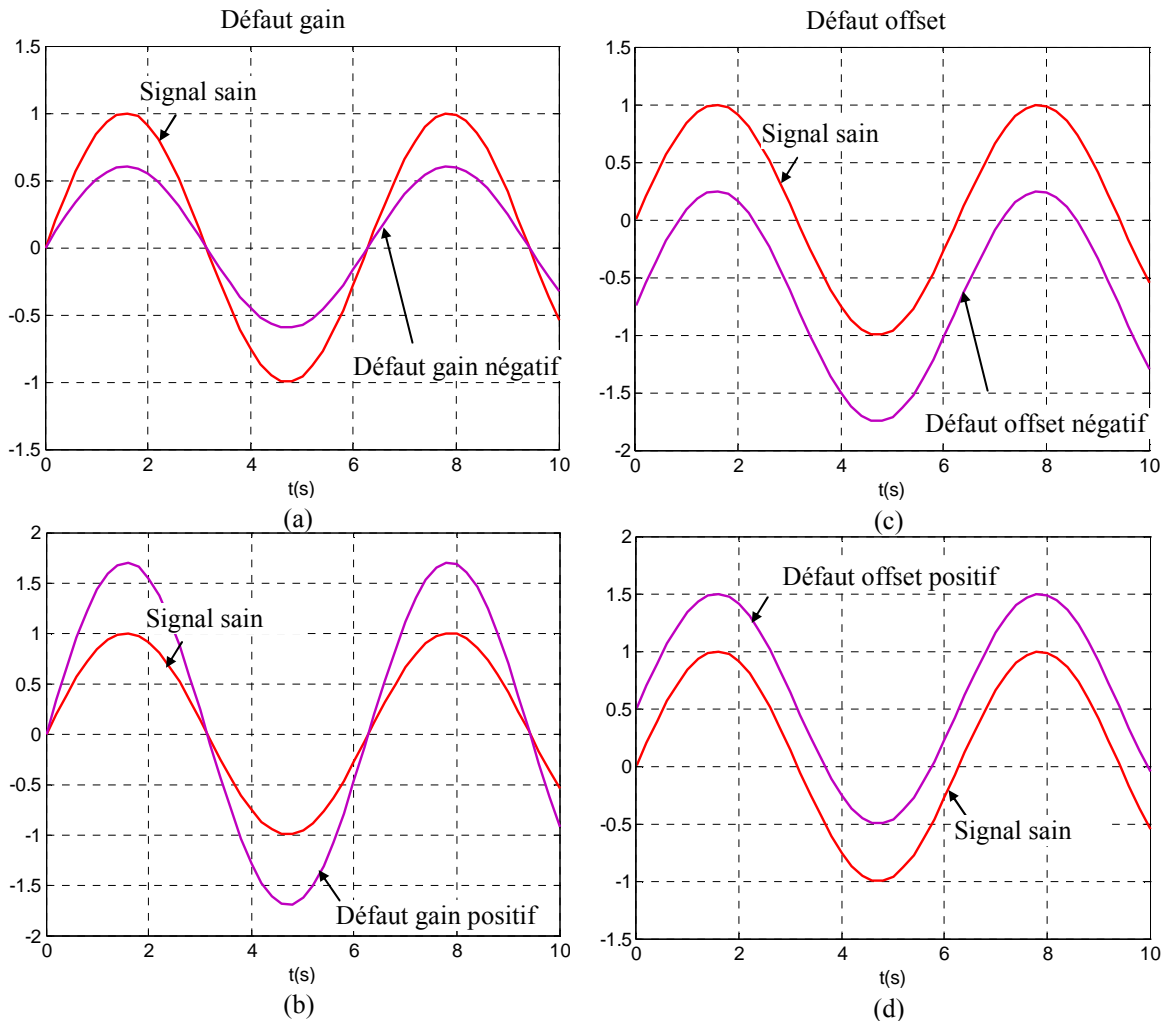 Défaut gain
1.5
1
0.5
0
-0.5
-1
-1.5
Signal sain
Défaut gain négatif
0 2 4 6 8 10
t(s)
(a)
Défaut offset
1.5
1
0.5
0
-0.5
-1
-1.5
-2
Signal sain
Défaut offset négatif
0 2 4 6 8 10
t(s)
(c)
2
1.5
1
0.5
0
-0.5
-1
-1.5
-2
Signal sain
Défaut gain positif
0 2 4 6 8 10
t(s)
(b)
2
1.5
1
0.5
0
-0.5
-1
-1.5
Défaut offset positif
Signal sain
0 2 4 6 8 10
t(s)
(d)